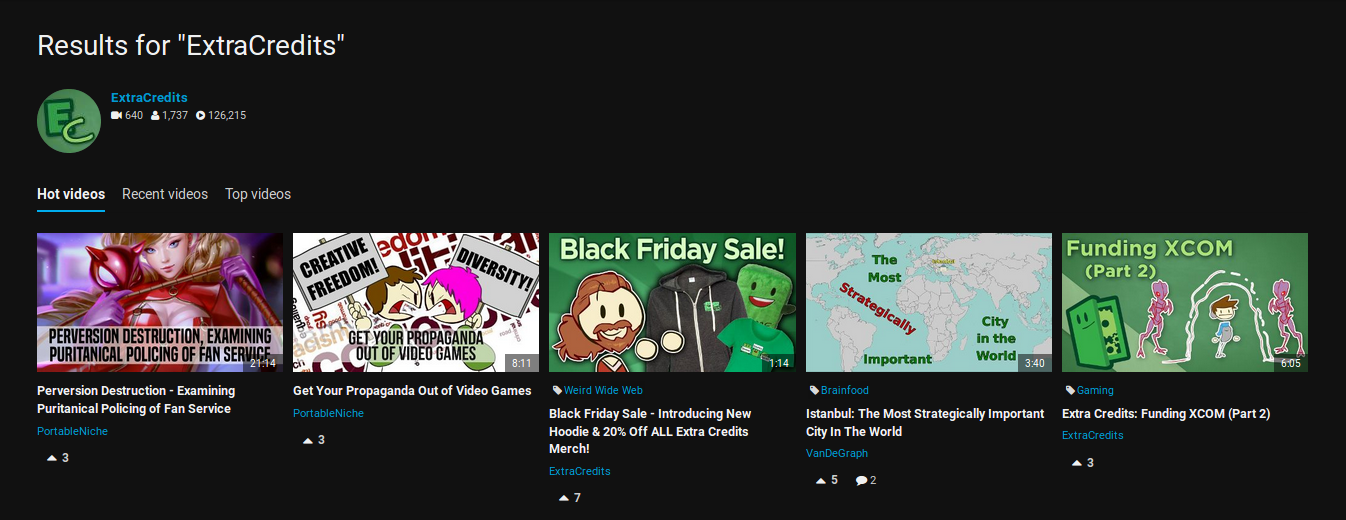 Results for "ExtraCredits"
EC
ExtraCredits
640 1,737 126,215
Hot videos Recent videos Top videos
PERVERSION DESTRUCTION, EXAMINING
PURITANICAL POLICING OF FAN SERVICE
21:14
Perversion Destruction - Examining
Puritanical Policing of Fan Service
PortableNiche
3
CREATIVE
FREEDOM!
DIVERSITY!
GET YOUR PROPAGANDA
OUT OF VIDEO GAMES
8:11
Get Your Propaganda Out of Video Games
PortableNiche
3
Black Friday Sale!
1:14
Weird Wide Web
Black Friday Sale - Introducing New
Hoodie & 20% Off ALL Extra Credits
Merch!
ExtraCredits
7
The
Most
Strategically
Important
City
in the
World
3:40
Brainfood
Istanbul: The Most Strategically Important
City In The World
VanDeGraph
5 2
Funding XCOM
(Part 2)
6:05
Gaming
Extra Credits: Funding XCOM (Part 2)
ExtraCredits
3